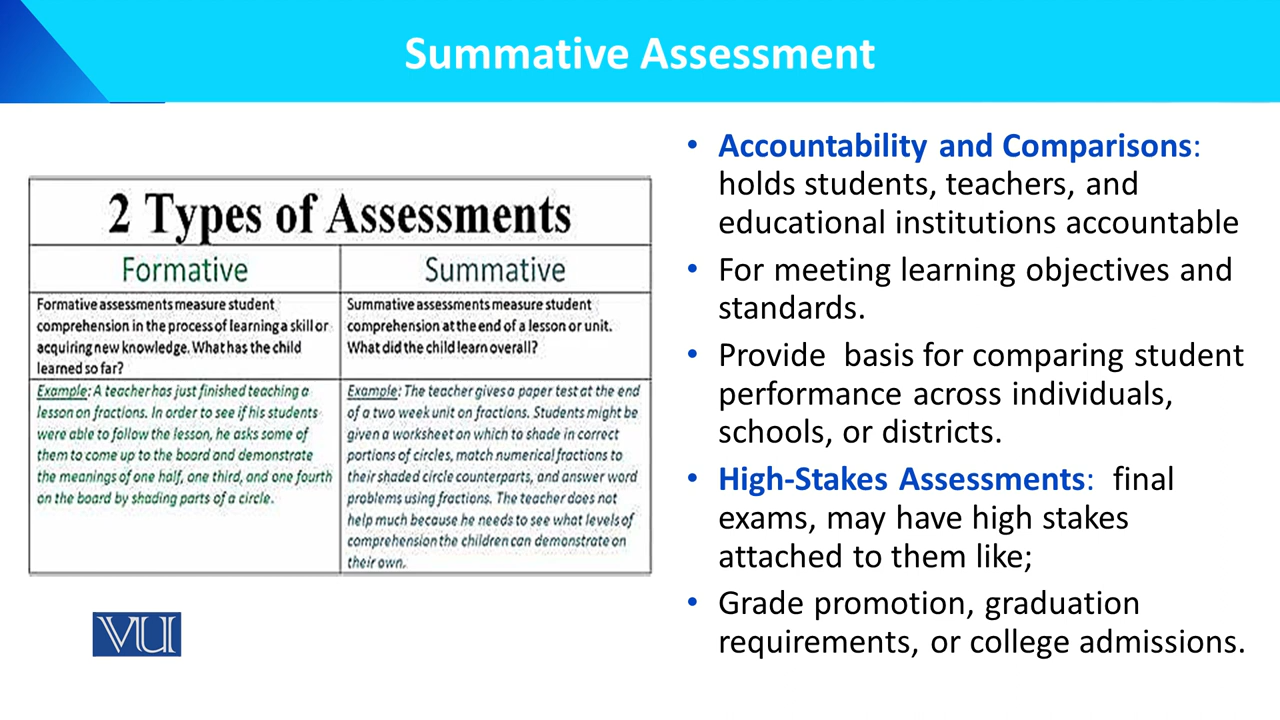 Summative Assessment
2 Types of Assessments
Formative
Summative
Formative assessments measure student
comprehension in the process of learning a skill or
acquiring new knowledge. What has the child
learned so far?
Summative assessments measure student
comprehension at the end of a lesson or unit.
What did the child learn overall?
Example: A teacher has just finished teaching a
lesson on fractions. In order to see if his students
were able to follow the lesson, he asks some of
them to come up to the board and demonstrate
the meanings of one half, one third, and one fourth
on the board by shading parts of a circle.
Example: The teacher gives a paper test at the end
of a two week unit on fractions. Students might be
given a worksheet on which to shade in correct
portions of circles, match numerical fractions to
their shaded circle counterparts, and answer word
problems using fractions. The teacher does not
help much because he needs to see what levels of
comprehension the children can demonstrate on
their own.
VU
• Accountability and Comparisons:
holds students, teachers, and
educational institutions accountable
• For meeting learning objectives and
standards.
• Provide  basis for comparing student
performance across individuals,
schools, or districts.
• High-Stakes Assessments:  final
exams, may have high stakes
attached to them like;
• Grade promotion, graduation
requirements, or college admissions.